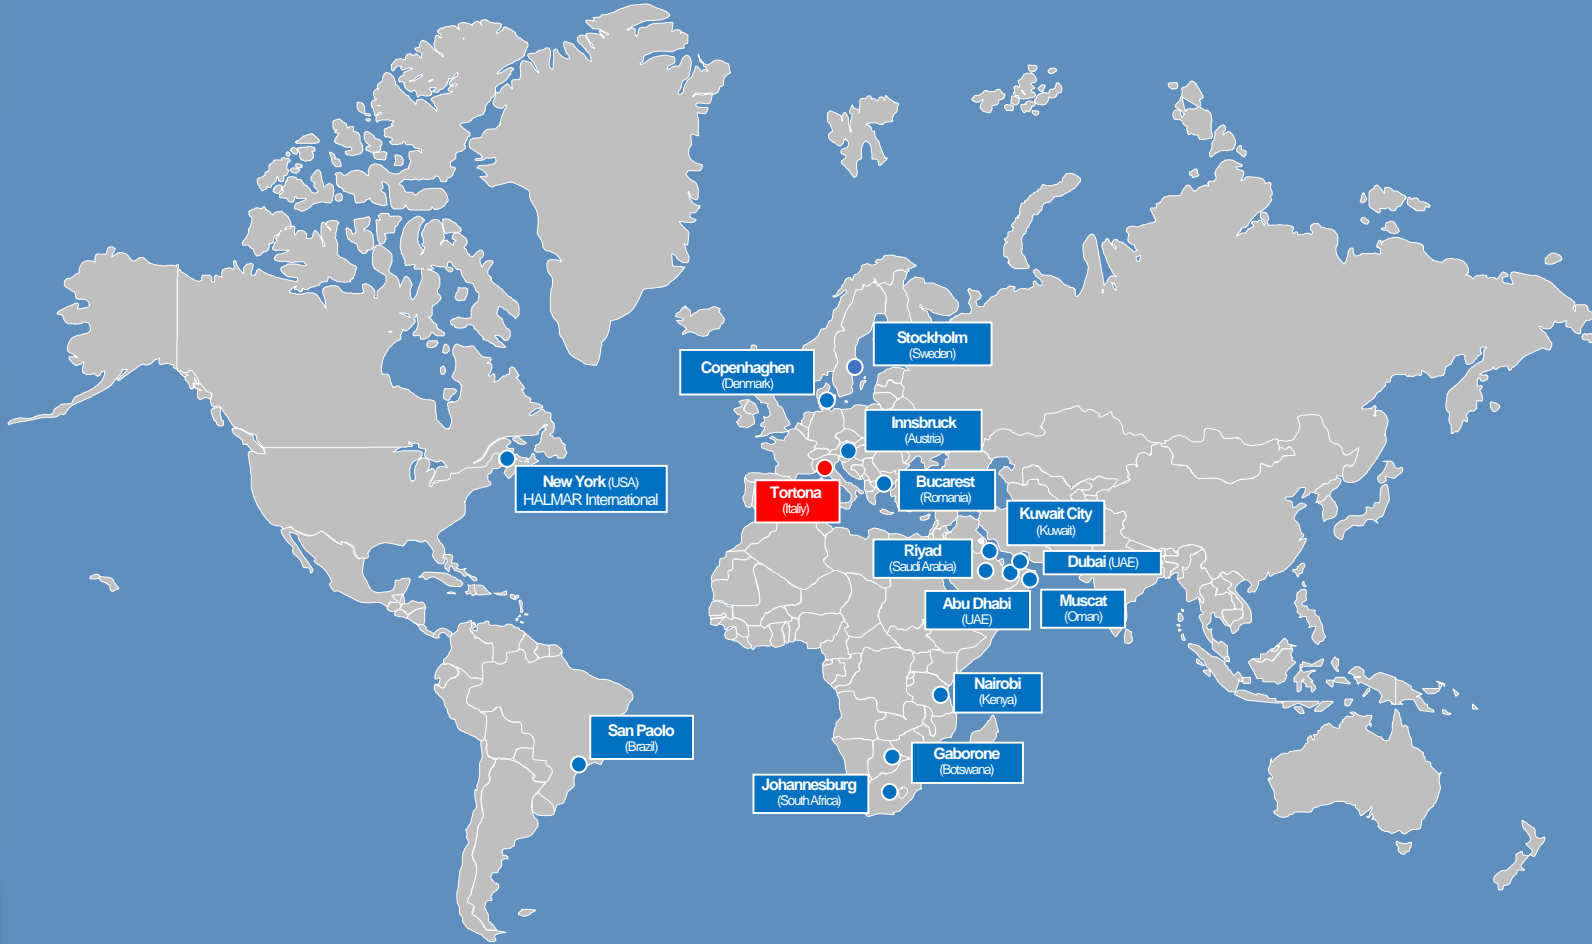 Stockholm
(Sweden)
Copenhaghen
(Denmark)
Innsbruck
(Austria)
New York (USA)
HALMAR International
Tortona
(Italiy)
Bucarest
(Romania)
Kuwait City
(Kuwait)
Riyad
(Saudi Arabia)
Dubai (UAE)
Abu Dhabi
(UAE)
Muscat
(Oman)
Nairobi
(Kenya)
San Paolo
(Brazil)
Gaborone
(Botswana)
Johannesburg
(South Africa)